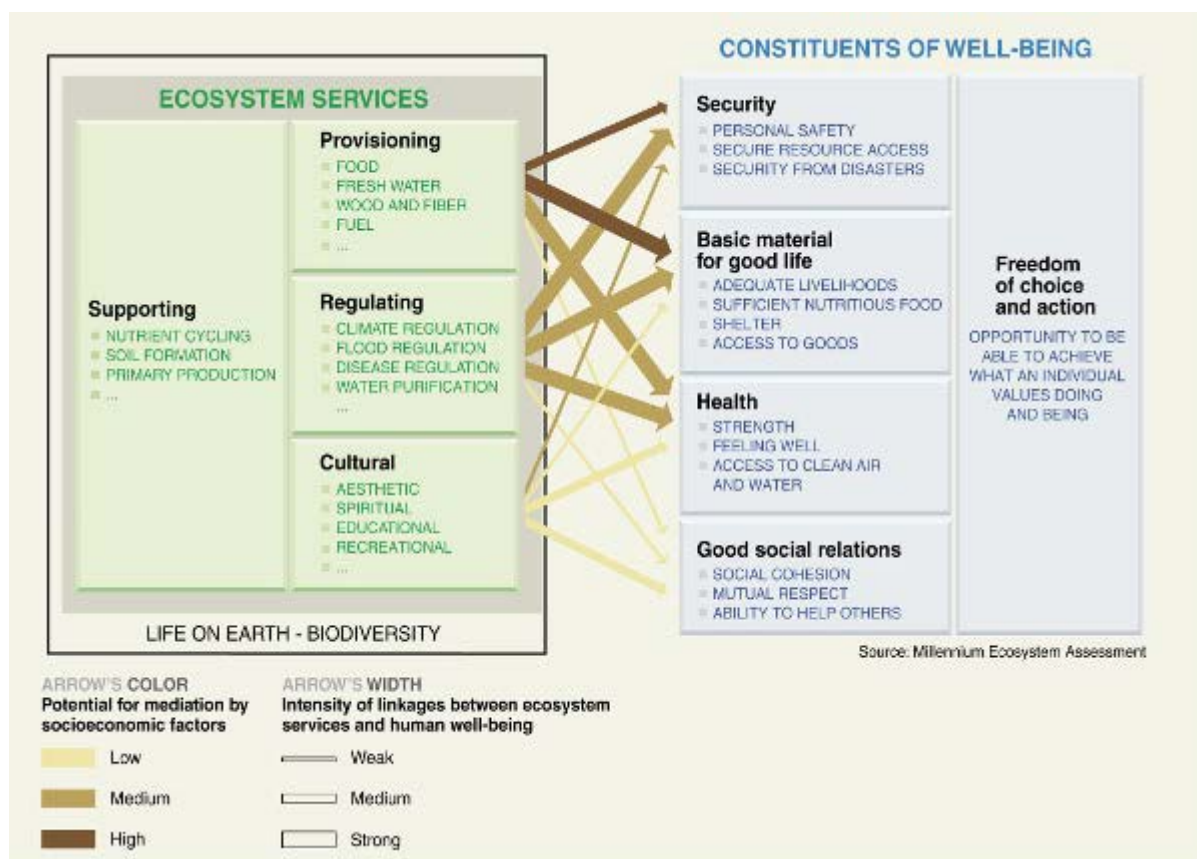 CONSTITUENTS OF WELL-BEING
ECOSYSTEM SERVICES
Supporting
NUTRIENT CYCLING
SOIL FORMATION
PRIMARY PRODUCTION
...
Provisioning
FOOD
FRESH WATER
WOOD AND FIBER
FUEL
...
Regulating
CLIMATE REGULATION
FLOOD REGULATION
DISEASE REGULATION
WATER PURIFICATION
...
Cultural
AESTHETIC
SPIRITUAL
EDUCATIONAL
RECREATIONAL
...
LIFE ON EARTH - BIODIVERSITY
Security
PERSONAL SAFETY
SECURE RESOURCE ACCESS
SECURITY FROM DISASTERS
Basic material
for good life
ADEQUATE LIVELIHOODS
SUFFICIENT NUTRITIOUS FOOD
SHELTER
ACCESS TO GOODS
Health
STRENGTH
FEELING WELL
ACCESS TO CLEAN AIR
AND WATER
Good social relations
SOCIAL COHESION
MUTUAL RESPECT
ABILITY TO HELP OTHERS
Freedom
of choice
and action
OPPORTUNITY TO BE
ABLE TO ACHIEVE
WHAT AN INDIVIDUAL
VALUES DOING
AND BEING
Source: Millennium Ecosystem Assessment
ARROW'S COLOR
Potential for mediation by
socioeconomic factors
Low
Medium
High
ARROW'S WIDTH
Intensity of linkages between ecosystem
services and human well-being
Weak
Medium
Strong